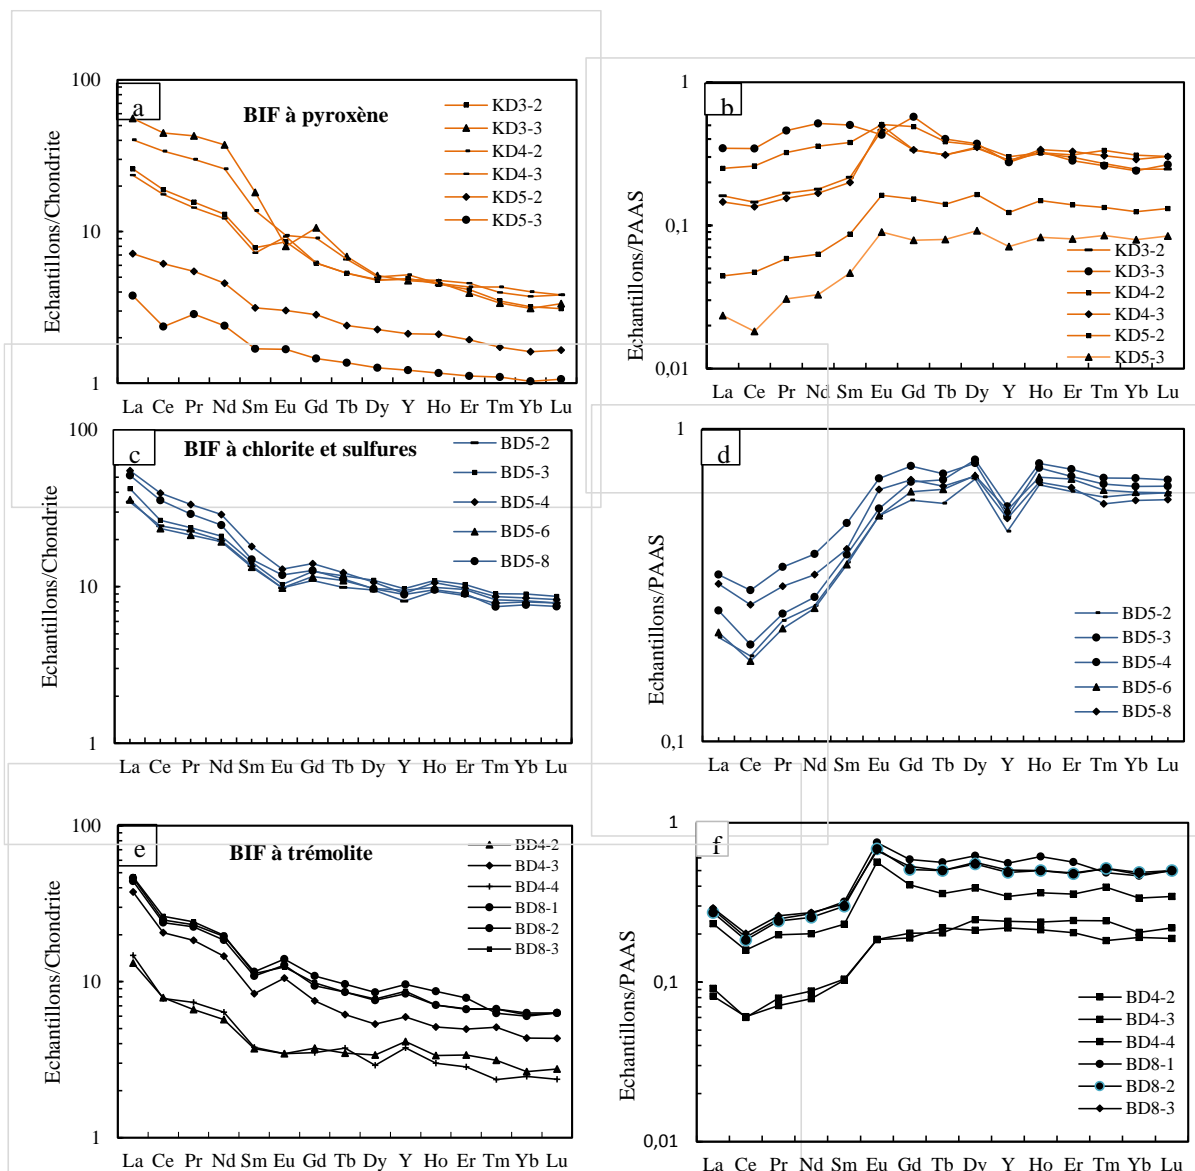 a
BIF à pyroxène
Echantillons/Chondrite
100
10
1
KD3-2
KD3-3
KD4-2
KD4-3
KD5-2
KD5-3
La Ce Pr Nd Sm Eu Gd Tb Dy Y Ho Er Tm Yb Lu
b
Echantillons/PAAS
1
0,1
0,01
KD3-2
KD3-3
KD4-2
KD4-3
KD5-2
KD5-3
La Ce Pr Nd Sm Eu Gd Tb Dy Y Ho Er Tm Yb Lu
c
BIF à chlorite et sulfures
Echantillons/Chondrite
100
10
1
BD5-2
BD5-3
BD5-4
BD5-6
BD5-8
La Ce Pr Nd Sm Eu Gd Tb Dy Y Ho Er Tm Yb Lu
d
Echantillons/PAAS
1
0,1
BD5-2
BD5-3
BD5-4
BD5-6
BD5-8
La Ce Pr Nd Sm Eu Gd Tb Dy Y Ho Er Tm Yb Lu
e
BIF à trémolite
Echantillons/Chondrite
100
10
1
BD4-2
BD4-3
BD4-4
BD8-1
BD8-2
BD8-3
La Ce Pr Nd Sm Eu Gd Tb Dy Y Ho Er Tm Yb Lu
f
Echantillons/PAAS
1
0,1
0,01
BD4-2
BD4-3
BD4-4
BD8-1
BD8-2
BD8-3
La Ce Pr Nd Sm Eu Gd Tb Dy Y Ho Er Tm Yb Lu